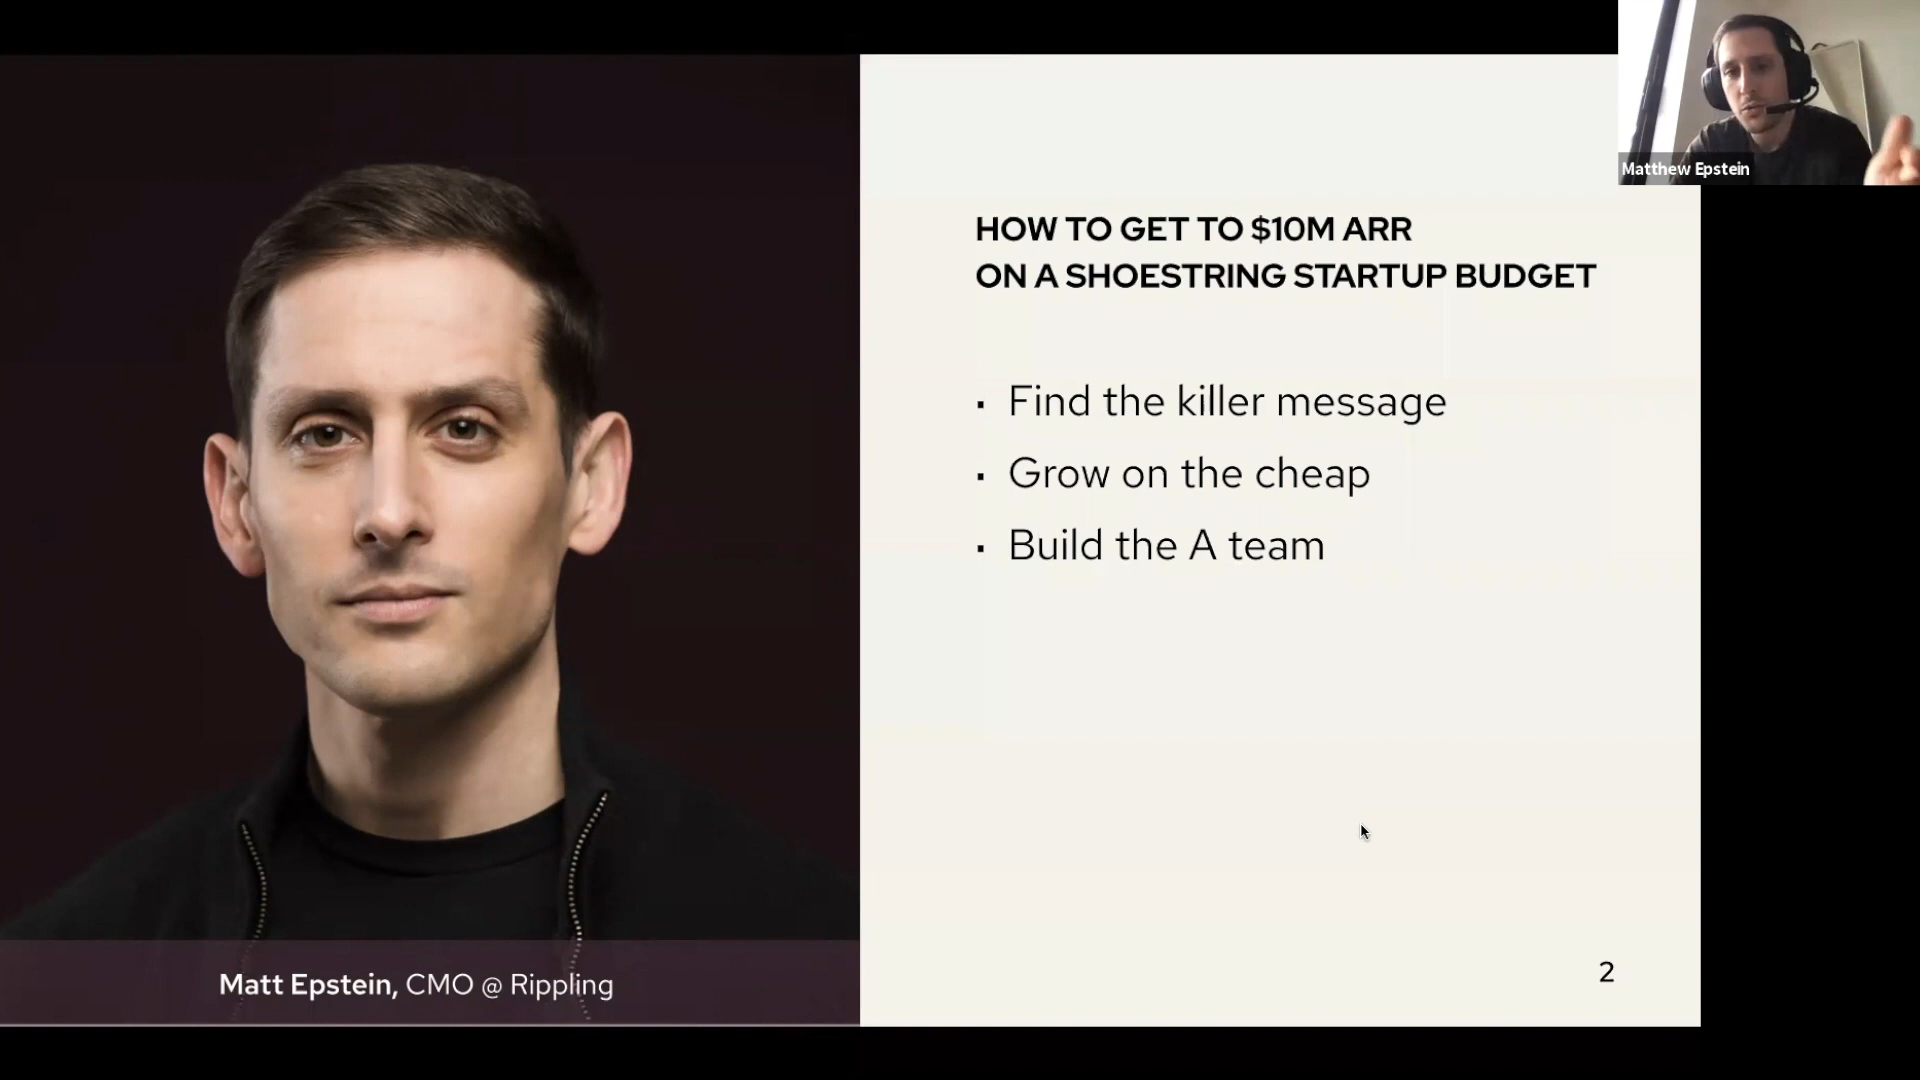 Matthew Epstein
HOW TO GET TO $10M ARR
ON A SHOESTRING STARTUP BUDGET
▪ Find the killer message
▪ Grow on the cheap
▪ Build the A team
Matt Epstein, CMO @ Rippling
2